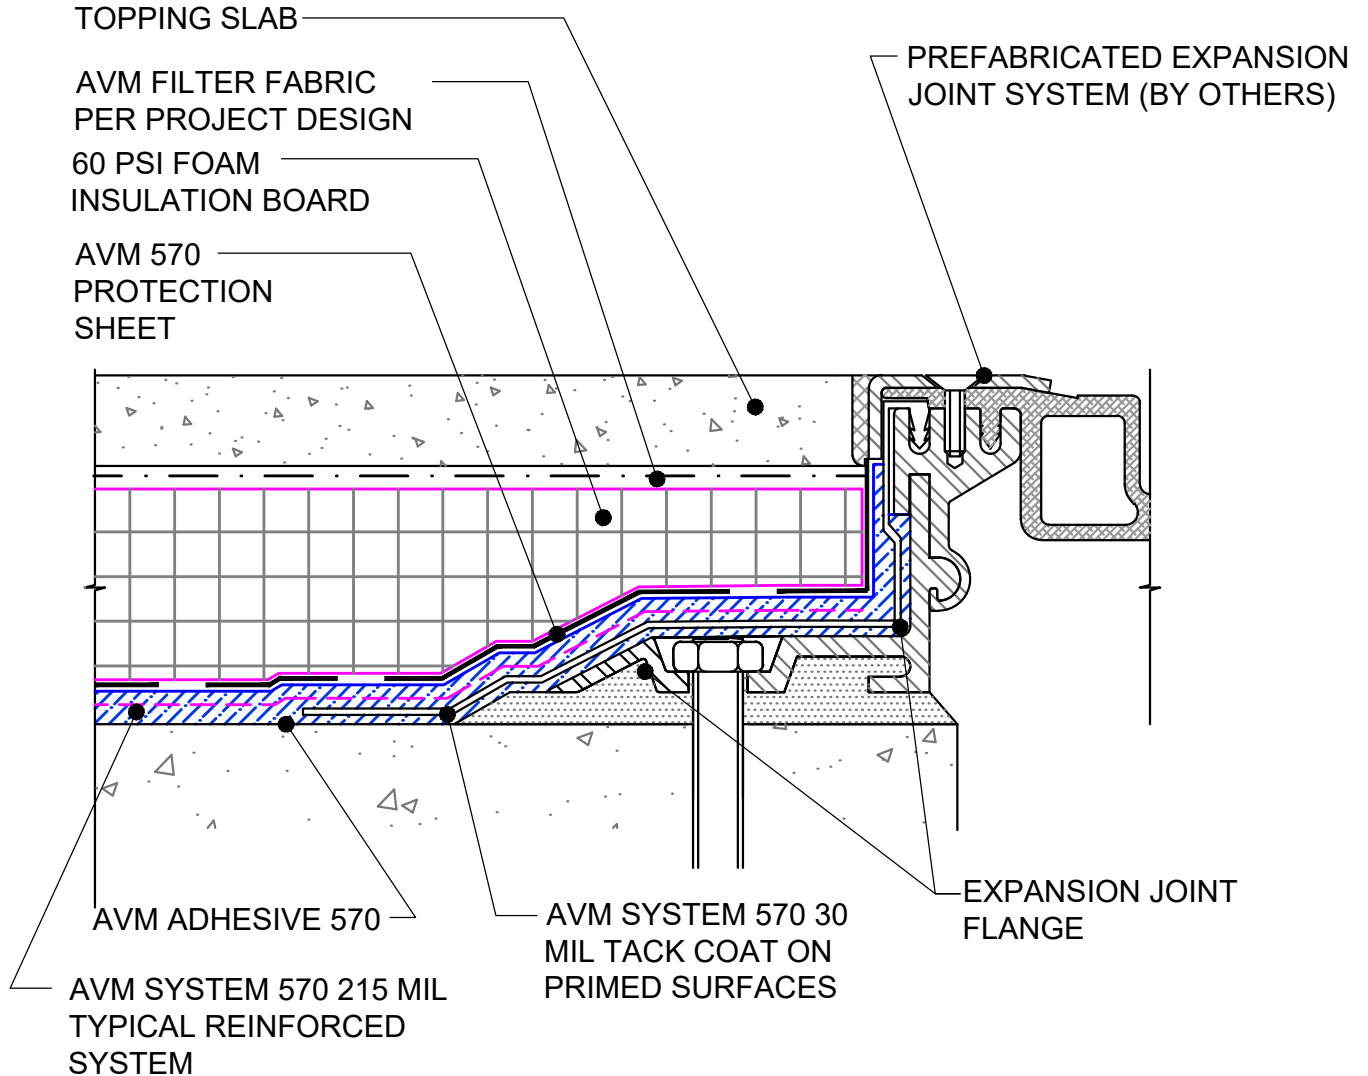 TOPPING SLAB
AVM FILTER FABRIC
PER PROJECT DESIGN
60 PSI FOAM
INSULATION BOARD
AVM 570
PROTECTION
SHEET
PREFABRICATED EXPANSION
JOINT SYSTEM (BY OTHERS)
AVM ADHESIVE 570
AVM SYSTEM 570 215 MIL
TYPICAL REINFORCED
SYSTEM
AVM SYSTEM 570 30
MIL TACK COAT ON
PRIMED SURFACES
EXPANSION JOINT
FLANGE